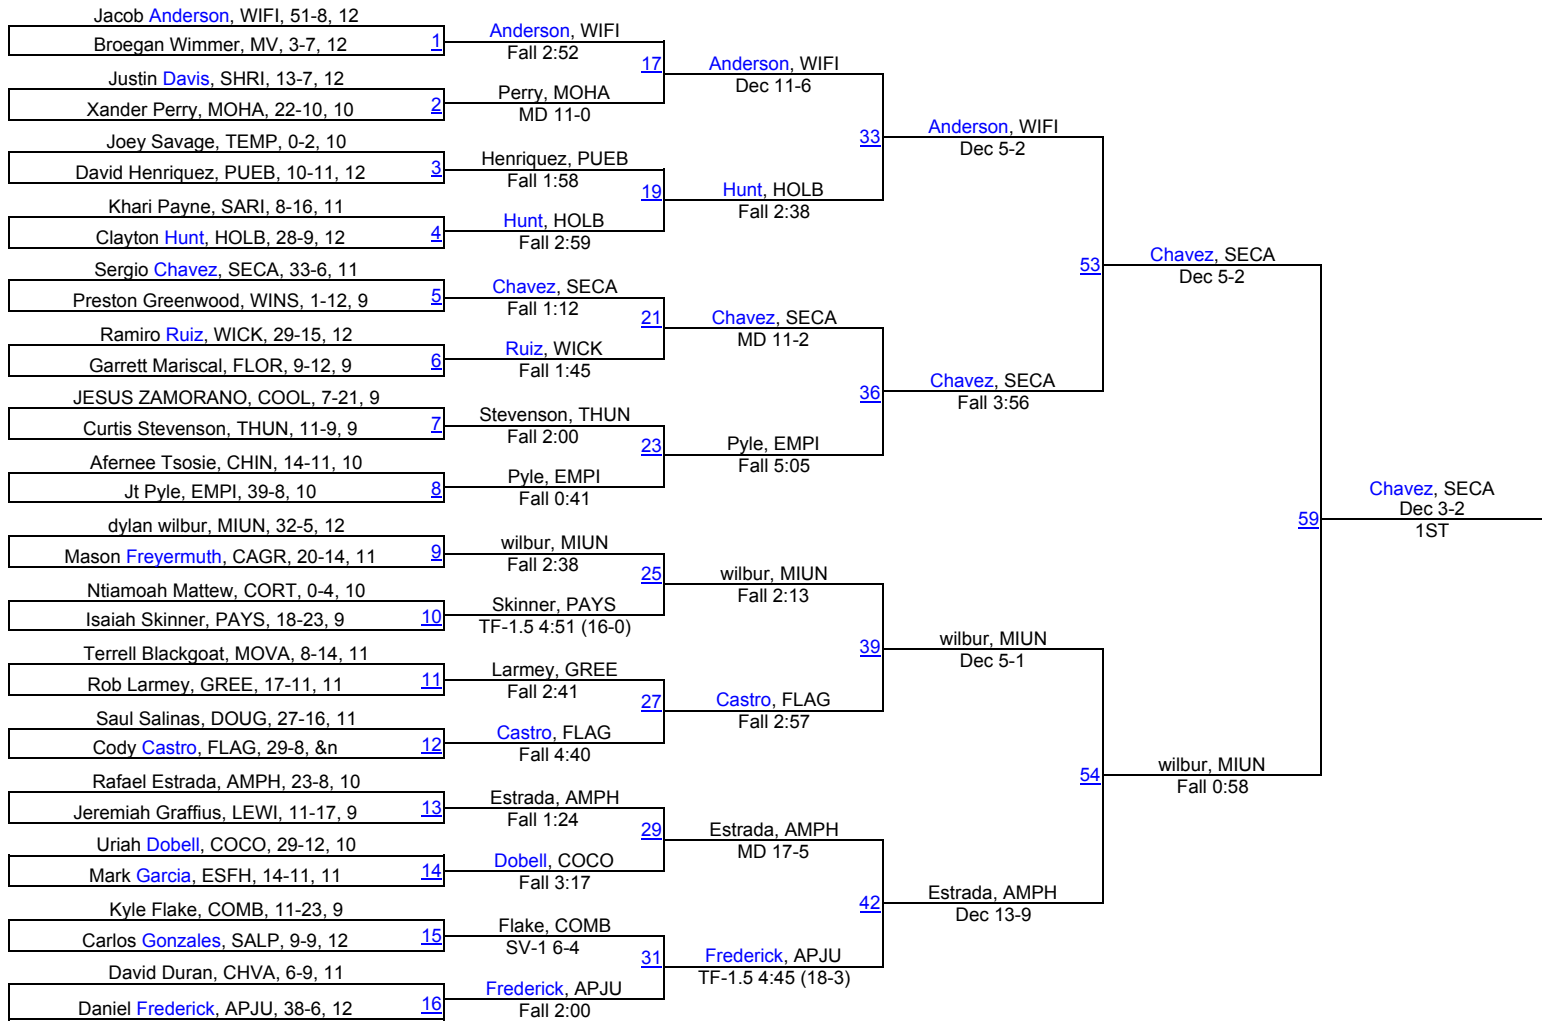 Jacob Anderson, WIFI, 51-8, 12
Broegan Wimmer, MV, 3-7, 12
1
Justin Davis, SHRI, 13-7, 12
Xander Perry, MOHA, 22-10, 10
2
Joey Savage, TEMP, 0-2, 10
David Henriquez, PUEB, 10-11, 12
3
Khari Payne, SARI, 8-16, 11
Clayton Hunt, HOLB, 28-9, 12
4
Sergio Chavez, SECA, 33-6, 11
Preston Greenwood, WINS, 1-12, 9
5
Ramiro Ruiz, WICK, 29-15, 12
Garrett Mariscal, FLOR, 9-12, 9
6
JESUS ZAMORANO, COOL, 7-21, 9
Curtis Stevenson, THUN, 11-9, 9
7
Afernee Tsosie, CHIN, 14-11, 10
Jt Pyle, EMPI, 39-8, 10
8
dylan wilbur, MIUN, 32-5, 12
Mason Freyermuth, CAGR, 20-14, 11
9
Ntiamoah Mattew, CORT, 0-4, 10
Isaiah Skinner, PAYS, 18-23, 9
10
Terrell Blackgoat, MOVA, 8-14, 11
Rob Larmey, GREE, 17-11, 11
11
Saul Salinas, DOUG, 27-16, 11
Cody Castro, FLAG, 29-8, &n
12
Rafael Estrada, AMPH, 23-8, 10
Jeremiah Graffius, LEWI, 11-17, 9
13
Uriah Dobell, COCO, 29-12, 10
Mark Garcia, ESFH, 14-11, 11
14
Kyle Flake, COMB, 11-23, 9
Carlos Gonzales, SALP, 9-9, 12
15
David Duran, CHVA, 6-9, 11
Daniel Frederick, APJU, 38-6, 12
16
Anderson, WIFI
Fall 2:52
17
Perry, MOHA
MD 11-0
Henriquez, PUEB
Fall 1:58
19
Hunt, HOLB
Fall 2:59
Chavez, SECA
Fall 1:12
21
Ruiz, WICK
Fall 1:45
Stevenson, THUN
Fall 2:00
23
Pyle, EMPI
Fall 0:41
wilbur, MIUN
Fall 2:38
25
Skinner, PAYS
TF-1.5 4:51 (16-0)
Larmey, GREE
Fall 2:41
27
Castro, FLAG
Fall 4:40
Estrada, AMPH
Fall 1:24
29
Dobell, COCO
Fall 3:17
Flake, COMB
SV-1 6-4
31
Frederick, APJU
Fall 2:00
Anderson, WIFI
Dec 11-6
33
Hunt, HOLB
Fall 2:38
Chavez, SECA
MD 11-2
36
Pyle, EMPI
Fall 5:05
wilbur, MIUN
Fall 2:13
39
Castro, FLAG
Fall 2:57
Estrada, AMPH
MD 17-5
42
Frederick, APJU
TF-1.5 4:45 (18-3)
Anderson, WIFI
Dec 5-2
53
Chavez, SECA
Fall 3:56
wilbur, MIUN
Dec 5-1
54
Estrada, AMPH
Dec 13-9
Chavez, SECA
Dec 5-2
59
wilbur, MIUN
Fall 0:58
Chavez, SECA
Dec 3-2
1ST